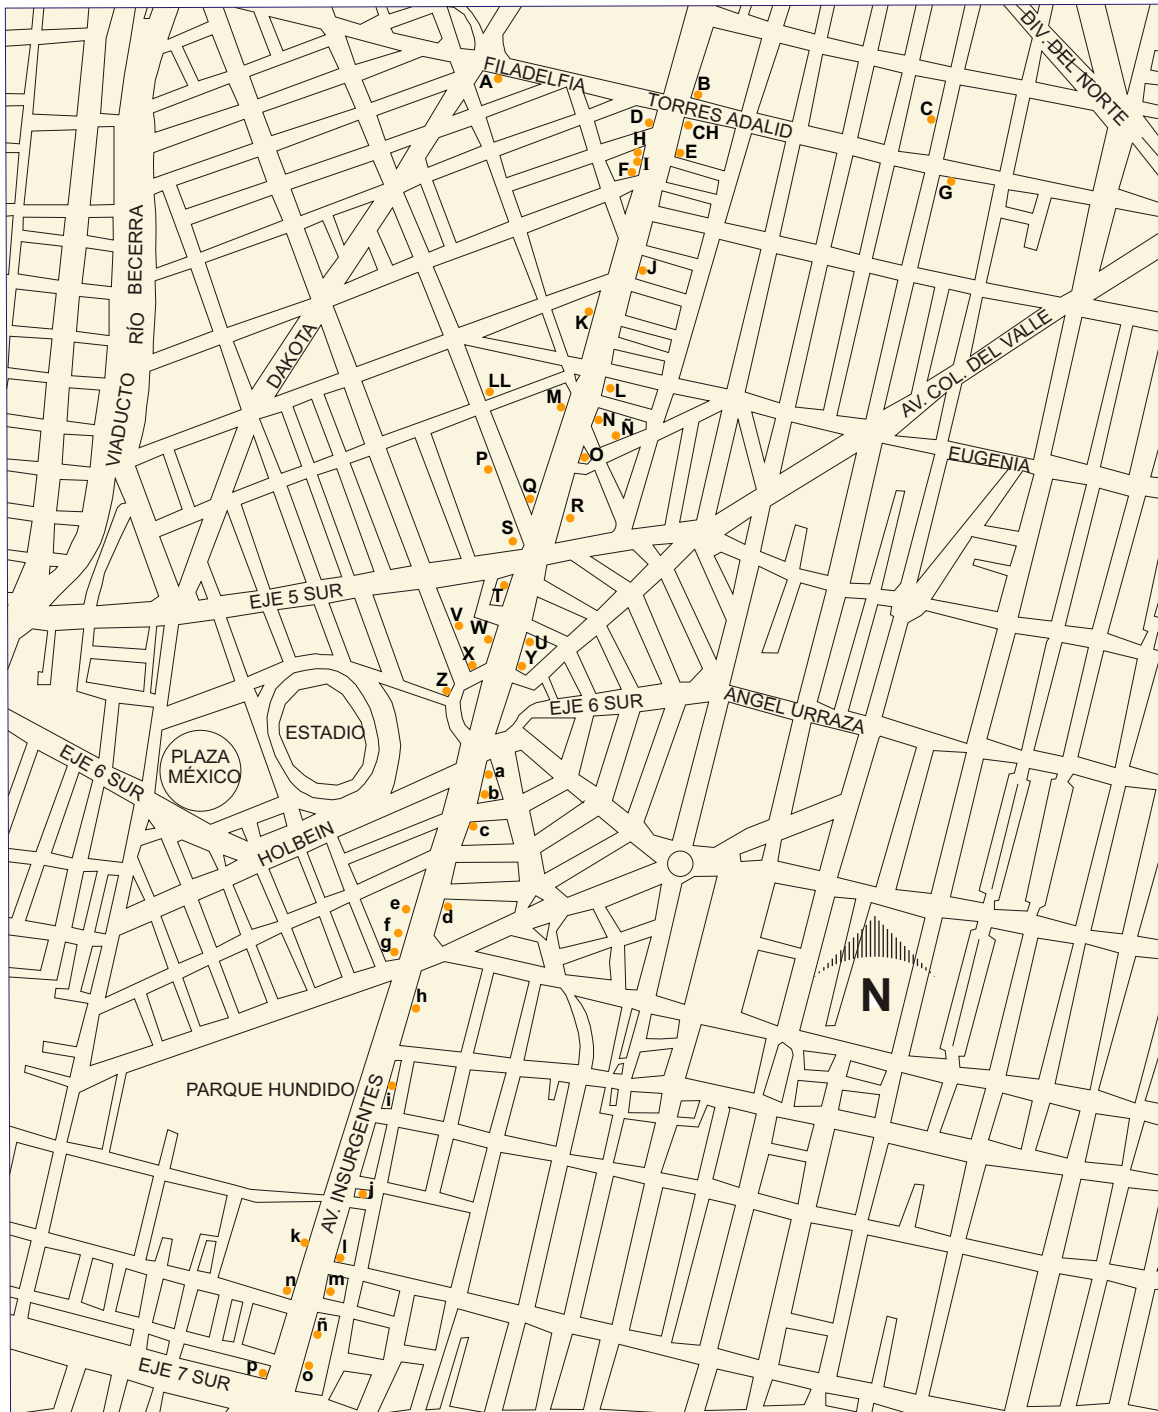 DIV. DEL NORTE
FILADELFIA
A
B
TORRES ADALID
C
D
CH
H
I
E
F
G
VIADUCTO RÍO BECERRA
J
K
DAKOTA
AV. COL. DEL VALLE
LL
L
M
N
Ñ
O
P
EUGENIA
Q
R
S
EJE 5 SUR
T
V
W
U
X
Y
Z
EJE 6 SUR
ANGEL URRAZA
ESTADIO
PLAZA
MÉXICO
EJE 6 SUR
a
b
c
HOLBEIN
e
d
f
g
h
N
PARQUE HUNDIDO
i
AV. INSURGENTES
j
k
l
n
m
ñ
p
o
EJE 7 SUR